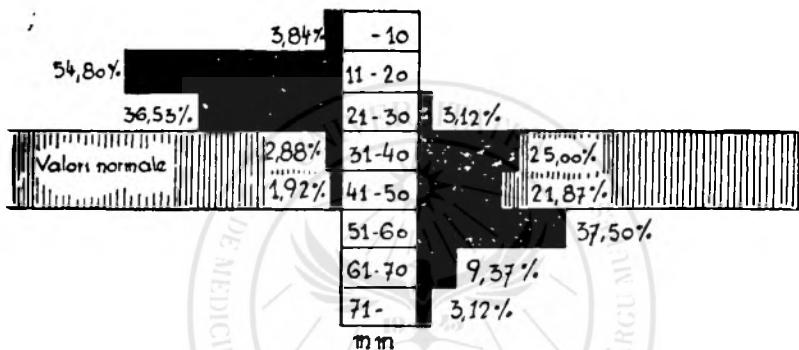 3,84% -10
54,80% 11-20
36,53% 21-30 3,12%
Valori normale 2,88% 31-40 25,00%
1,92% 41-50 21,87%
51-60 37,50%
61-70 9,37%
71- 3,12%
mm
DE MEDICI